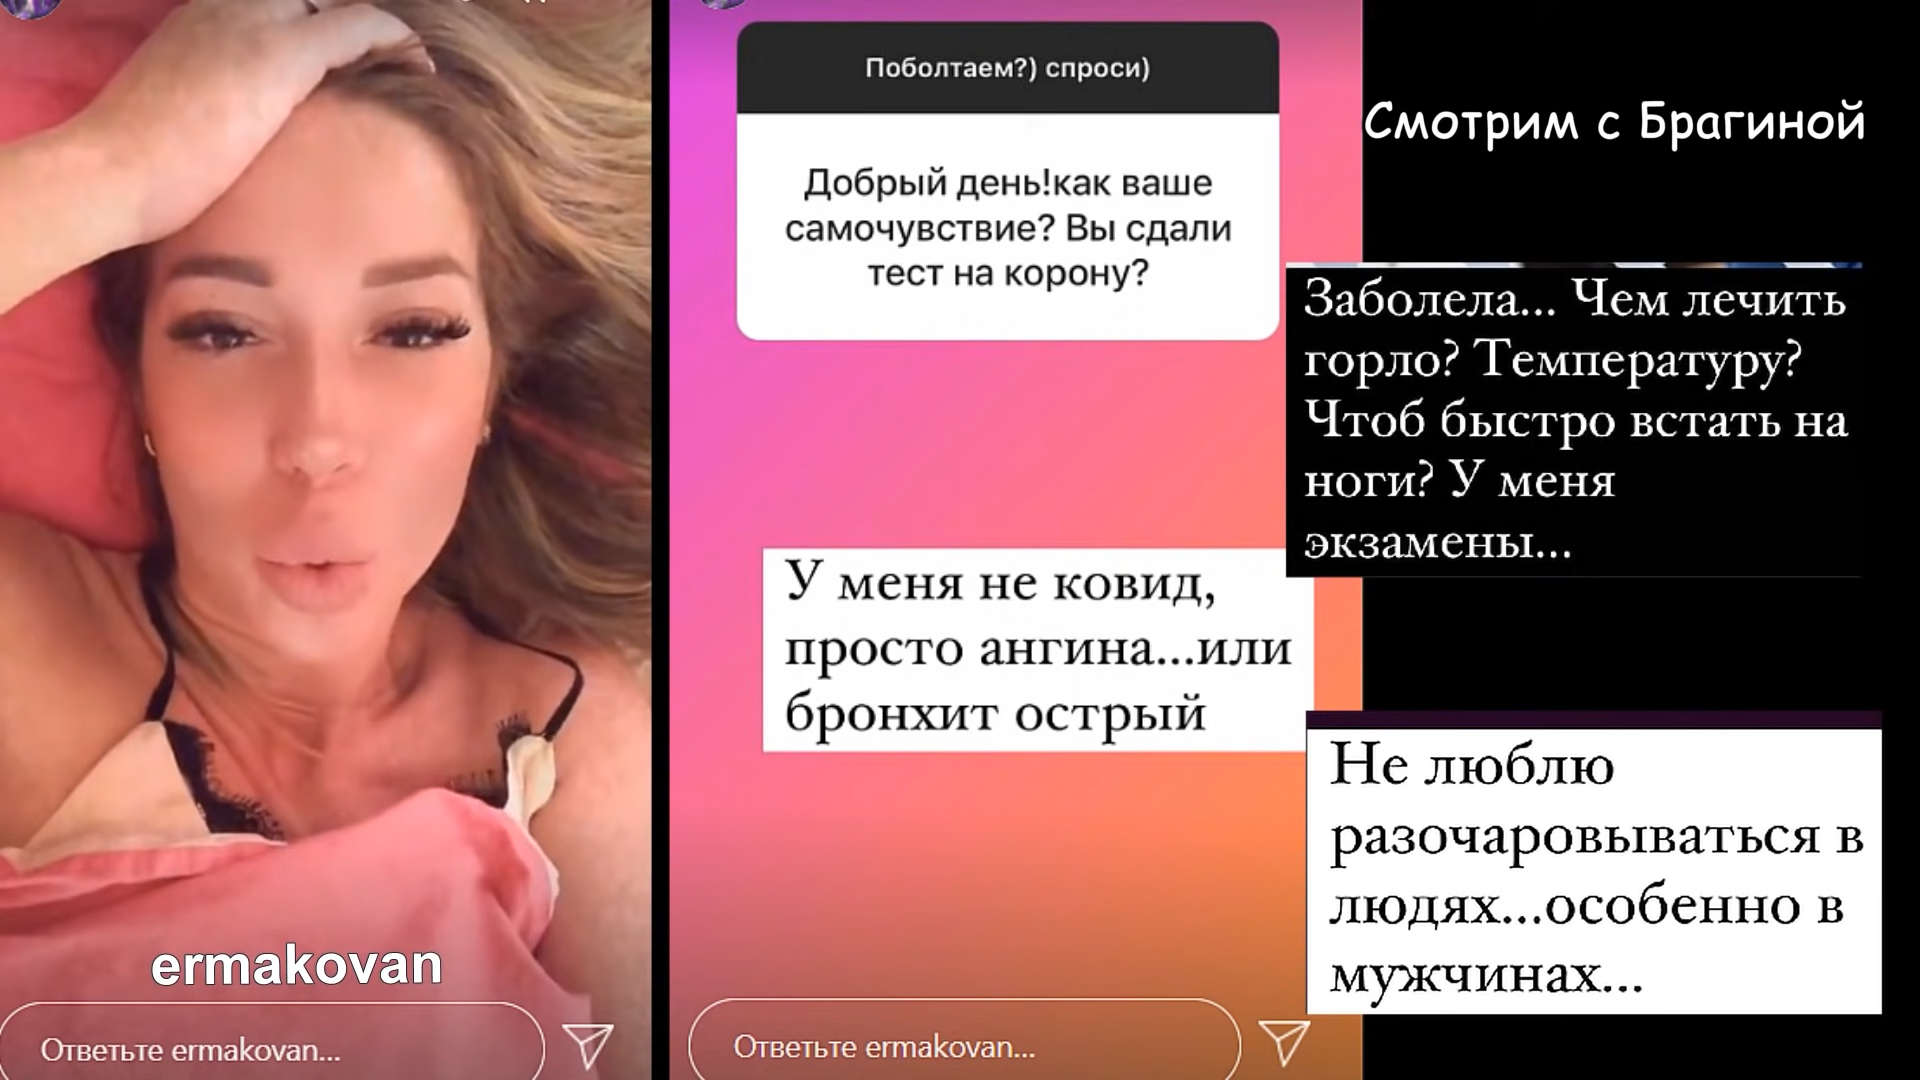 ermakovan
Ответьте ermakovan...
Поболтаем?) спроси)
Добрый день!как ваше
самочувствие? Вы сдали
тест на корону?
У меня не ковид,
просто ангина...или
бронхит острый
Ответьте ermakovan...
Смотрим с Брагиной
Заболела... Чем лечить
горло? Температуру?
Чтоб быстро встать на
ноги? У меня
экзамены...
Не люблю
разочаровываться в
людях...особенно в
мужчинах...